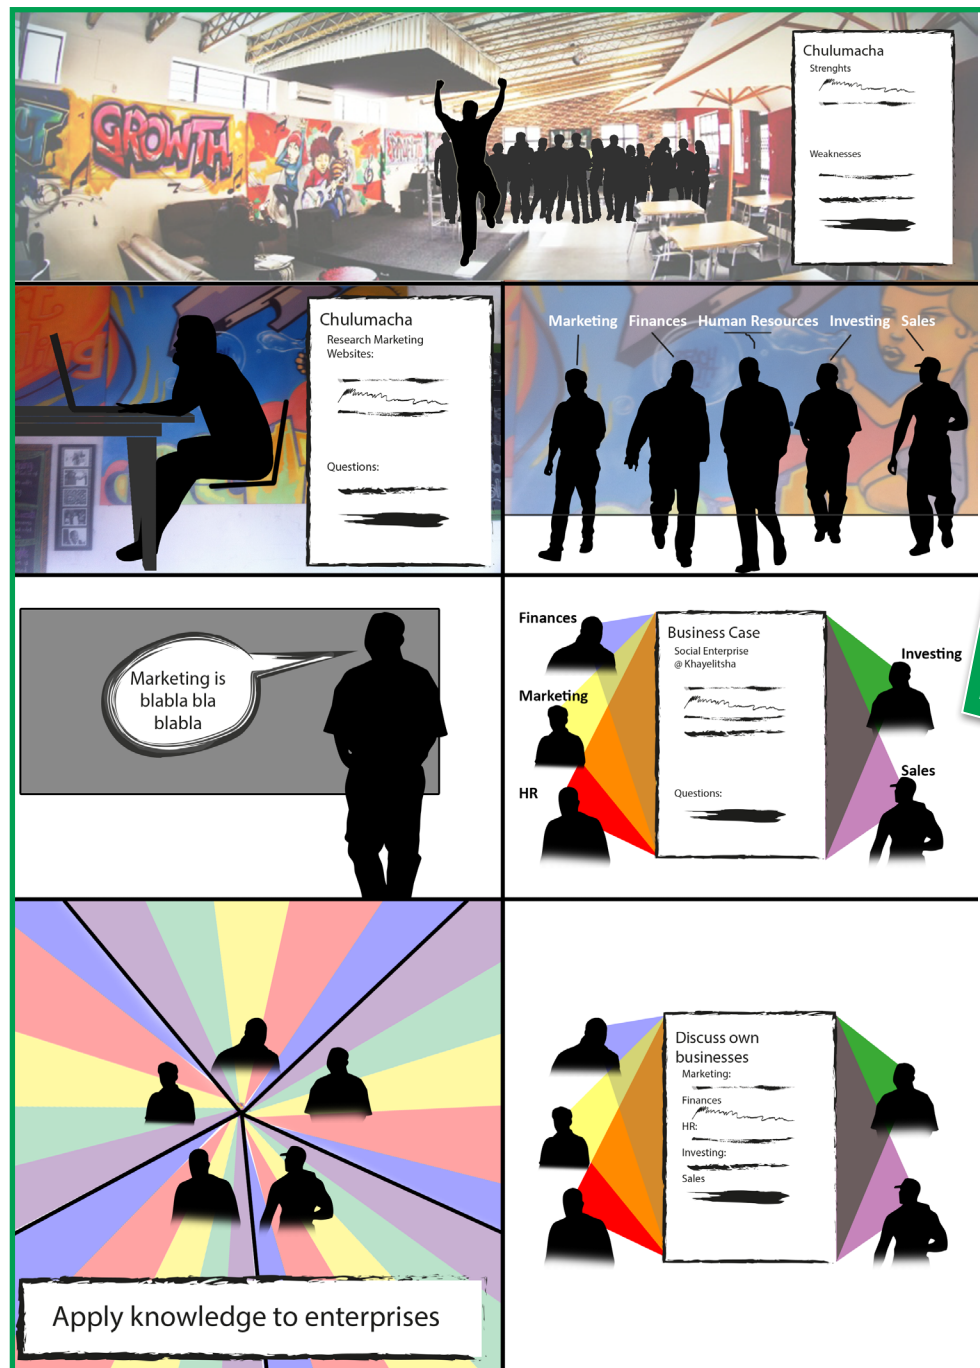 GROWTH
Chulumacha
Strenghts
Weaknesses
Chulumacha
Research Marketing
Websites:
Questions:
Marketing Finances Human Resources Investing Sales
Marketing is
blabla bla
blabla
Finances
Marketing
HR
Business Case
Social Enterprise
@ Khayelitsha
Questions:
Investing
Sales
Apply knowledge to enterprises
Discuss own
businesses
Marketing:
Finances
HR:
Investing:
Sales